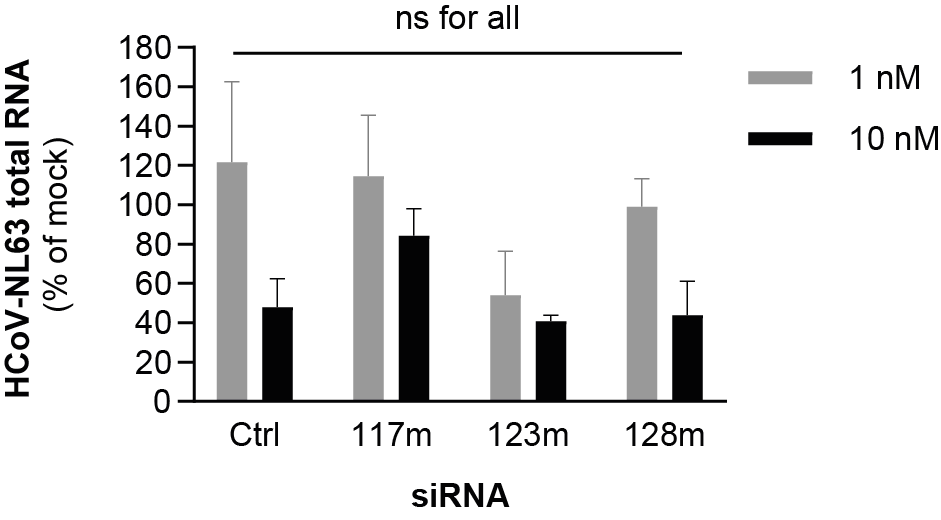 ns for all
HCoV-NL63 total RNA
(% of mock)
180
160
140
120
100
80
60
40
20
0
1 nM
10 nM
Ctrl
117m
123m
128m
siRNA